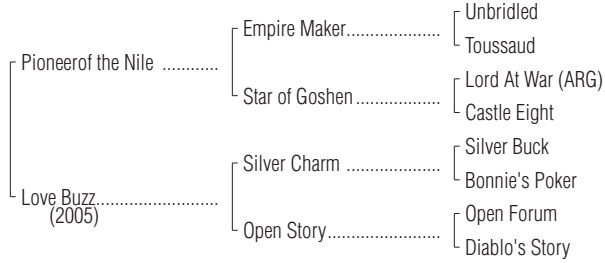 Unbridled
Empire Maker....................
Toussaud
Pioneerof the Nile ............
Lord At War (ARG)
Star of Goshen..................
Castle Eight
Silver Buck
Silver Charm ....................
Bonnie's Poker
Love Buzz..........................
(2005)
Open Forum
Open Story........................
Diablo's Story